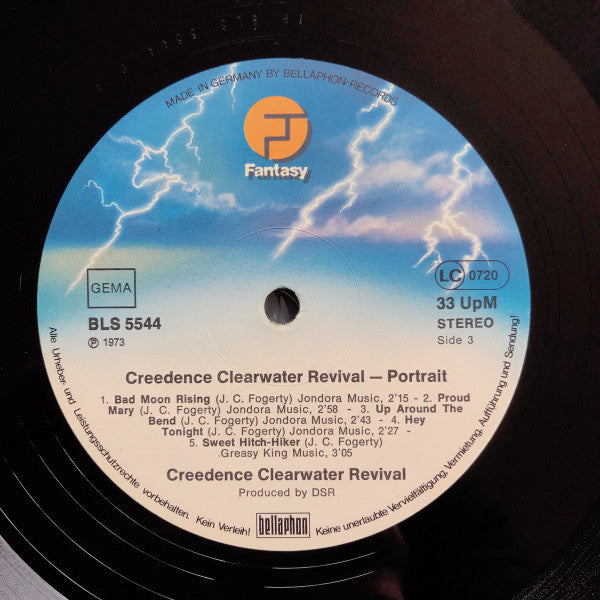 MADE IN GERMANY BY BELLAPHON-RECORDS
Fantasy
GEMA
LC 0720
BLS 5544
33 UpM
℗ 1973
STEREO
Side 3
Creedence Clearwater Revival — Portrait
1. Bad Moon Rising (J. C. Fogerty) Jondora Music, 2'15 - 2. Proud
Mary (J. C. Fogerty) Jondora Music, 2'58 - 3. Up Around The
Bend (J. C. Fogerty) Jondora Music, 2'43 - 4. Hey
Tonight (J. C. Fogerty) Jondora Music, 2'27 -
5. Sweet Hitch-Hiker (J. C. Fogerty)
Greasy King Music, 3'05
Creedence Clearwater Revival
Produced by DSR
bellaphon
Alle Urheber- und Leistungsschutzrechte vorbehalten. Kein Verleih! Keine unerlaubte Vervielfältigung, Vermietung, Aufführung und Sendung!